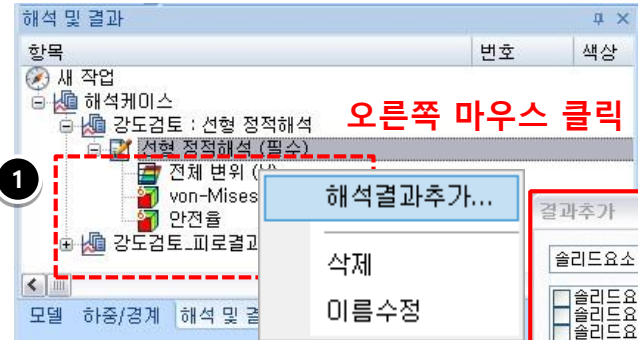 해석 및 결과
항목 번호 색상
새 작업
해석케이스
강도검토 : 선형 정적해석
오른쪽 마우스 클릭
선형 정적해석 (필수)
1
전체 변위
von-Mises
안전율
강도검토_피로결과
해석결과추가...
삭제
이름수정
결과추가
솔리드요소
솔리드요
솔리드요
솔리드요
모델 하중/경계 해석 및 결